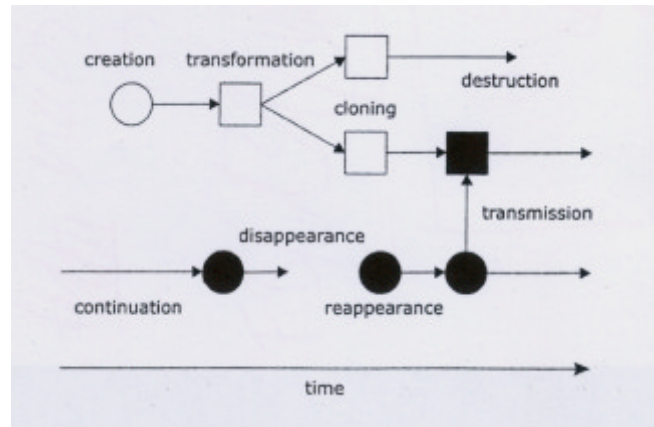 creation
transformation
destruction
cloning
transmission
disappearance
continuation
reappearance
time